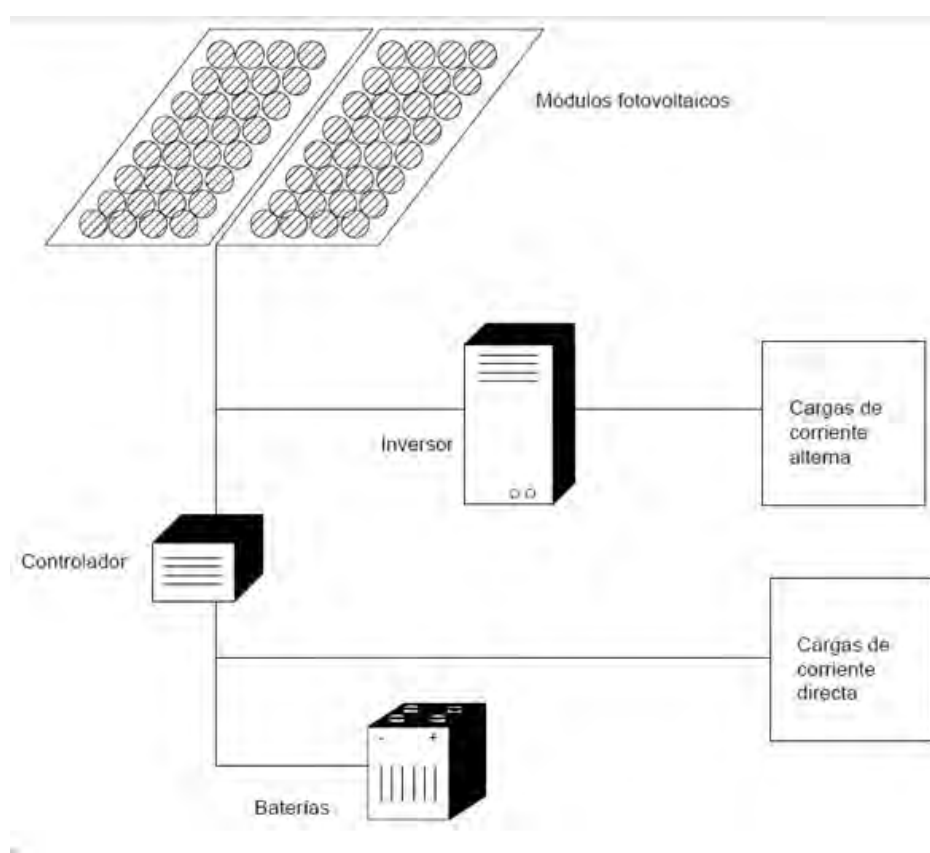 Módulos fotovoltaicos
Inversor
Cargas de
corriente
alterna
Controlador
Cargas de
corriente
directa
- +
Baterías